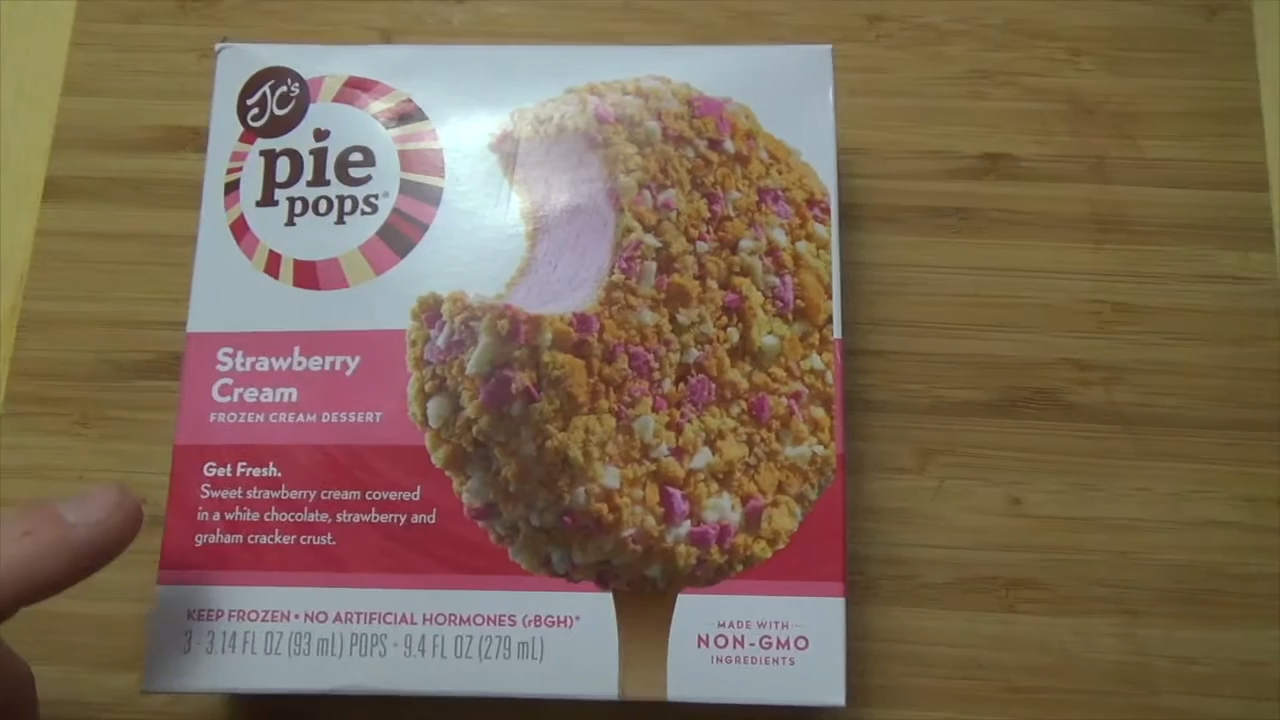 JC's
pie
pops®
Strawberry
Cream
FROZEN CREAM DESSERT
Get Fresh.
Sweet strawberry cream covered
in a white chocolate, strawberry and
graham cracker crust.
KEEP FROZEN • NO ARTIFICIAL HORMONES (rBGH)*
3 - 3.14 FL OZ (93 mL) POPS • 9.4 FL OZ (279 mL)
MADE WITH
NON-GMO
INGREDIENTS